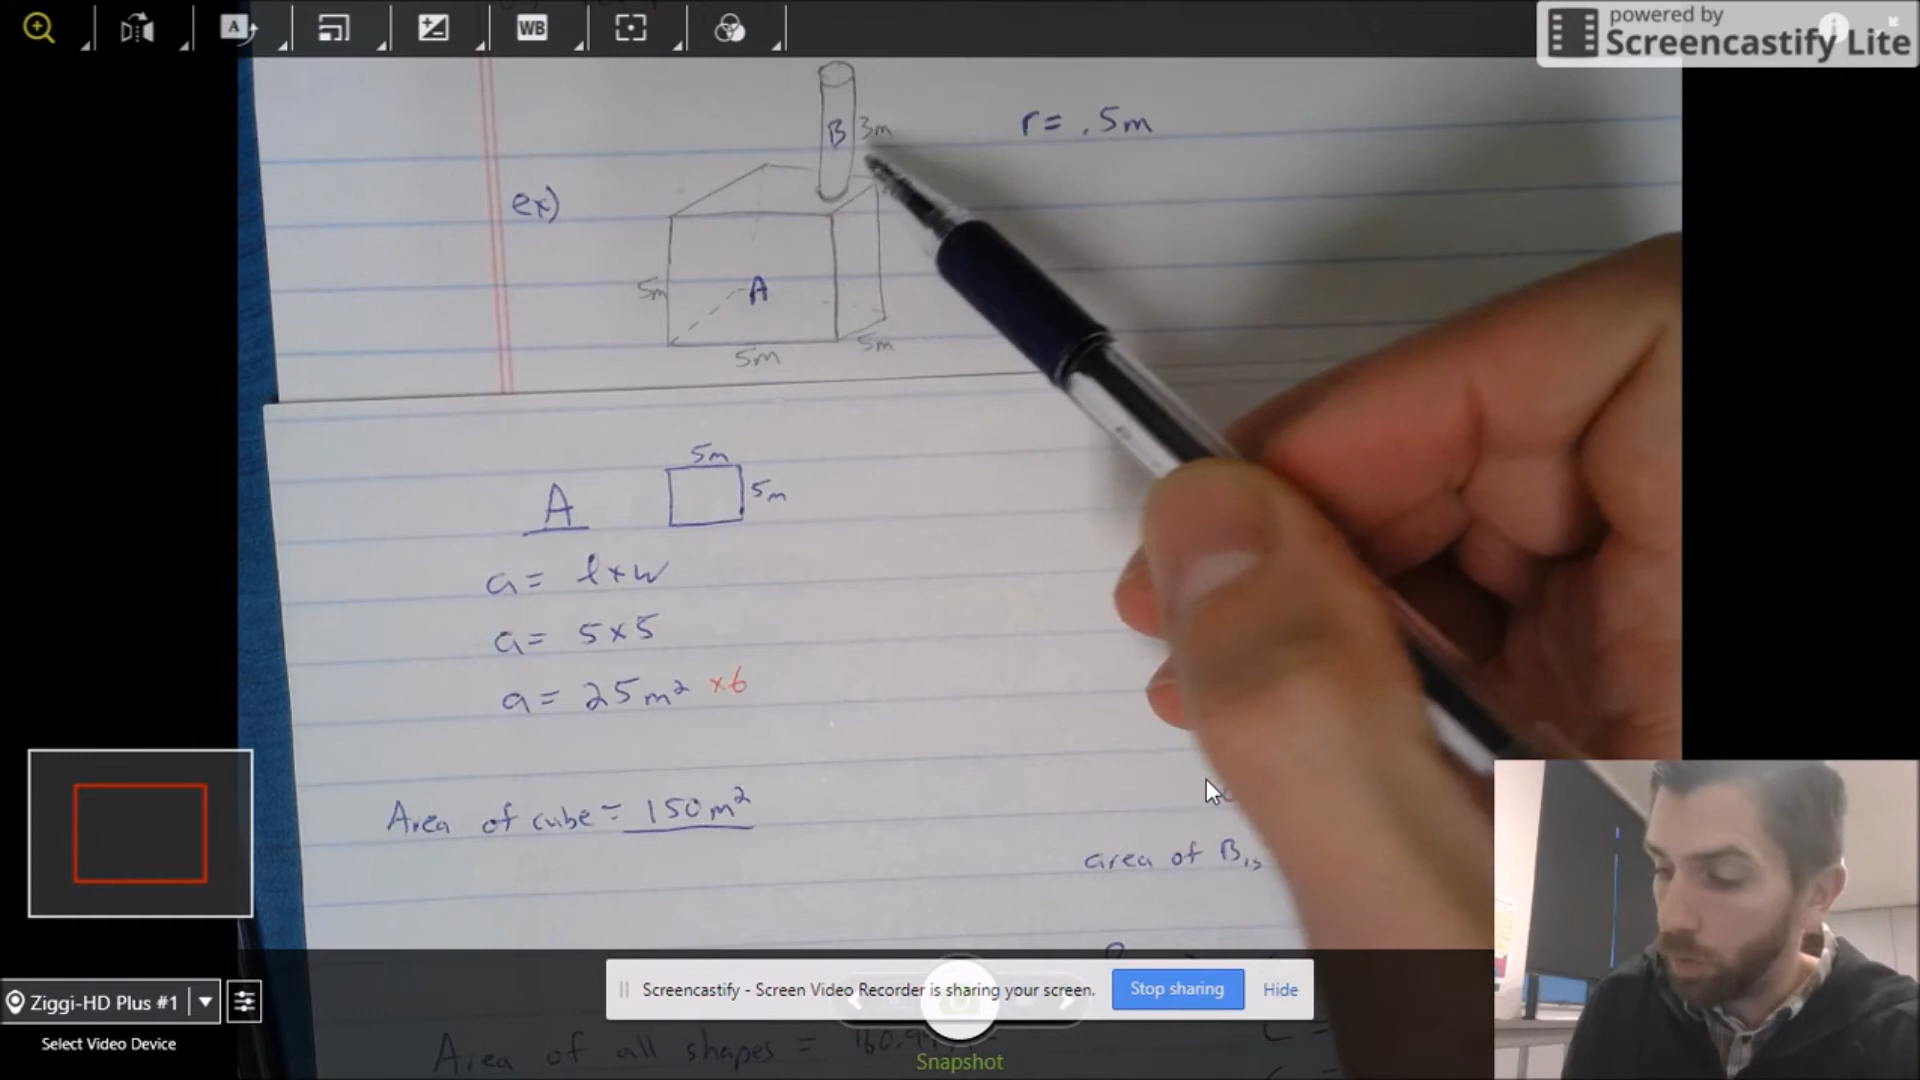 A
WB
powered by
Screencastify Lite
B
3m
r= .5m
ex)
5m
A
5m
5m
A
5m
5m
a= l×w
a= 5×5
a= 25m² ×6
Area of cube= 150m²
area of B is
Screencastify - Screen Video Recorder is sharing your screen.
Stop sharing
Hide
Ziggi-HD Plus #1
Select Video Device
Area of all shapes =
Snapshot